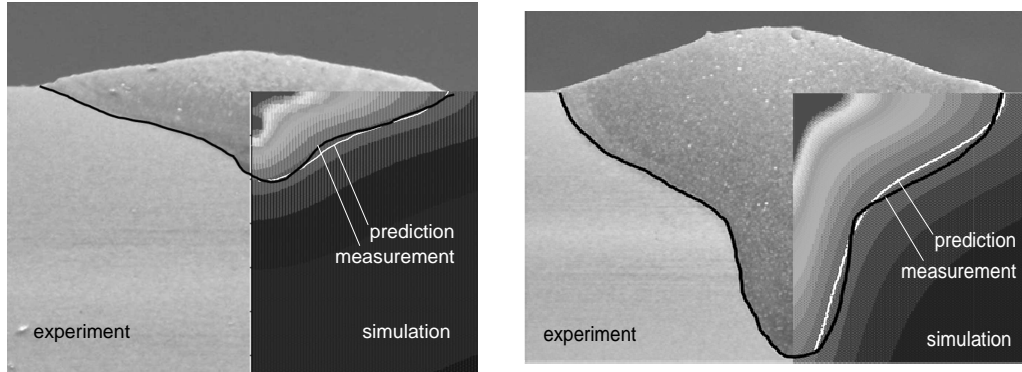 prediction
measurement
experiment
simulation
prediction
measurement
experiment
simulation